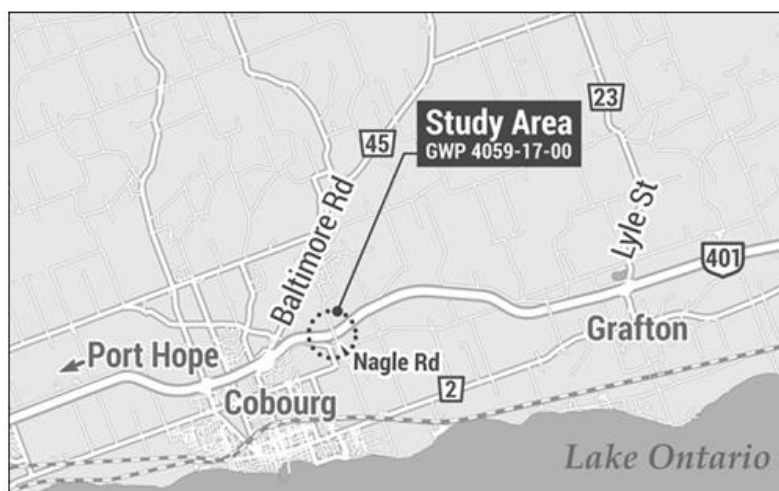 23
Study Area
GWP 4059-17-00
45
Lyle St
Baltimore Rd
401
Grafton
Port Hope
Nagle Rd
2
Cobourg
Lake Ontario